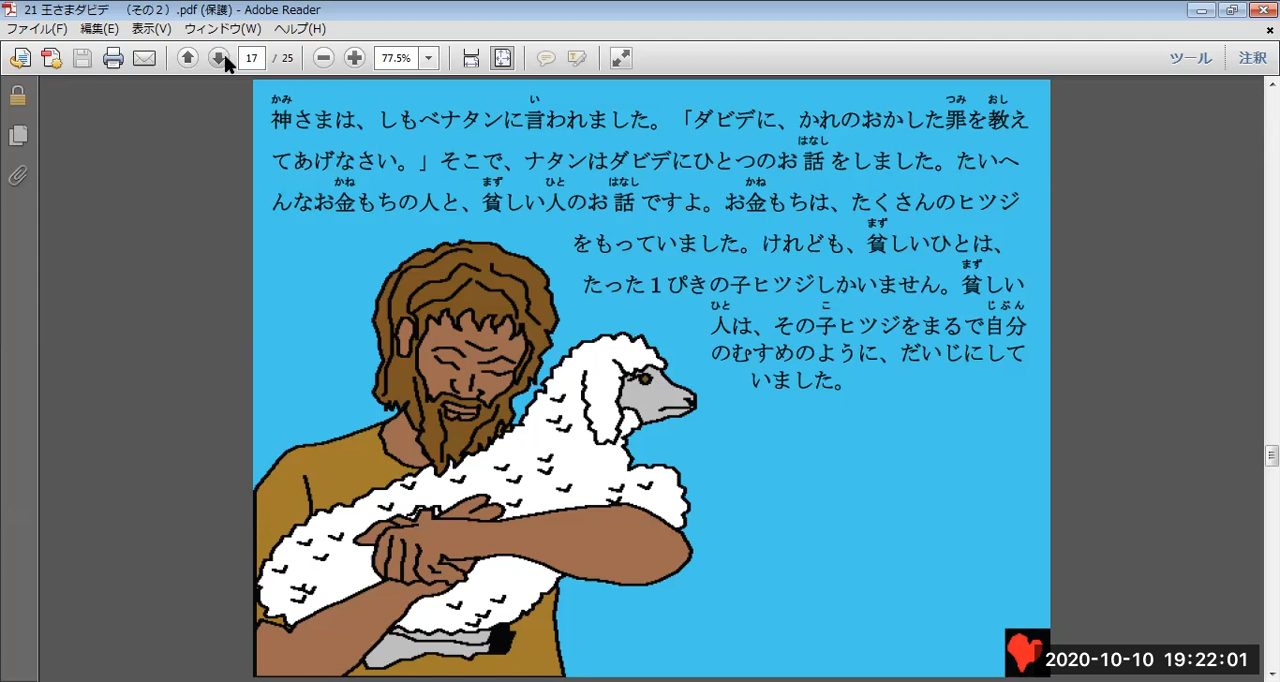 21 王さまダビデ （その２）.pdf (保護) - Adobe Reader
ファイル(F) 編集(E) 表示(V) ウィンドウ(W) ヘルプ(H)
17 / 25 77.5% ツール 注釈
かみ い つみ おし
神さまは、しもべナタンに言われました。「ダビデに、かれのおかした罪を教え
はなし
てあげなさい。」そこで、ナタンはダビデにひとつのお話をしました。たいへ
かね まず ひと はなし かね
んなお金もちの人と、貧しい人のお話ですよ。お金もちは、たくさんのヒツジ
まず
をもっていました。けれども、貧しいひとは、
まず
たった１ぴきの子ヒツジしかいません。貧しい
ひと こ じぶん
人は、その子ヒツジをまるで自分
のむすめのように、だいじにして
いました。
2020-10-10 19:22:01